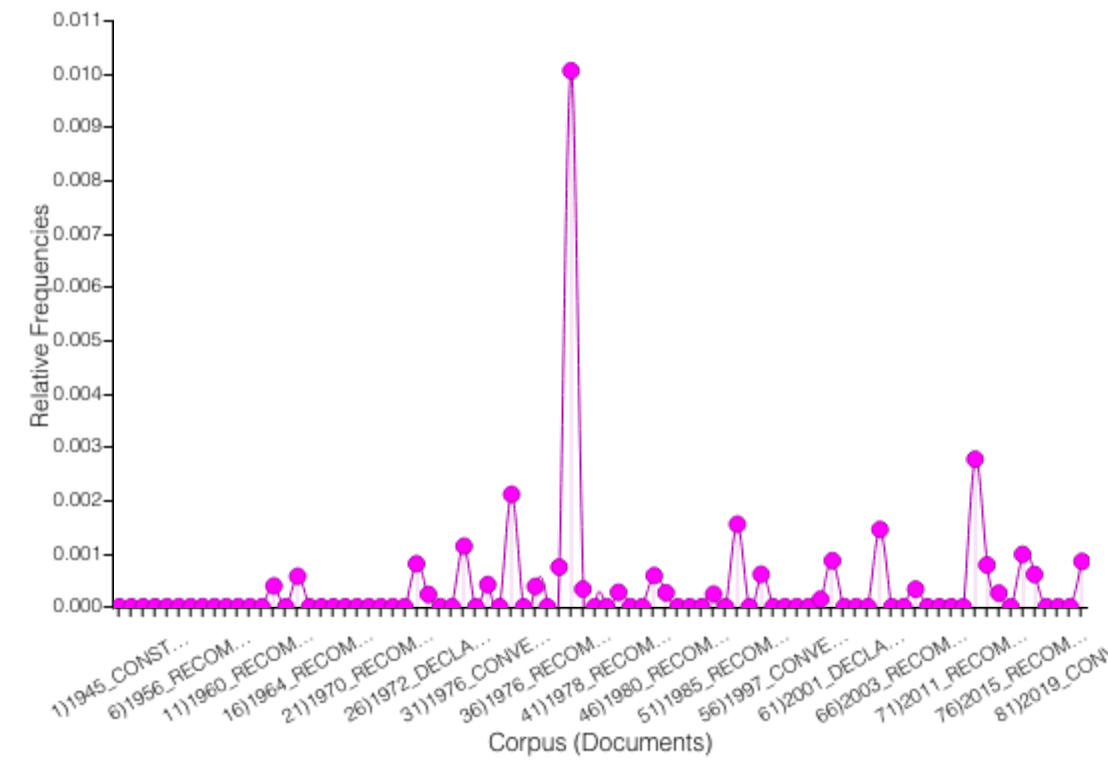 0.011
0.010
0.009
0.008
0.007
0.006
0.005
0.004
0.003
0.002
0.001
0.000
Relative Frequencies
1)1945_CONST...
6)1956_RECOM...
11)1960_RECOM...
16)1964_RECOM...
21)1970_RECOM...
26)1972_DECLA...
31)1976_CONVE...
36)1976_RECOM...
41)1978_RECOM...
46)1980_RECOM...
51)1985_RECOM...
56)1997_CONVE...
61)2001_DECLA...
66)2003_RECOM...
71)2011_RECOM...
76)2015_RECOM...
81)2019_CONV
Corpus (Documents)